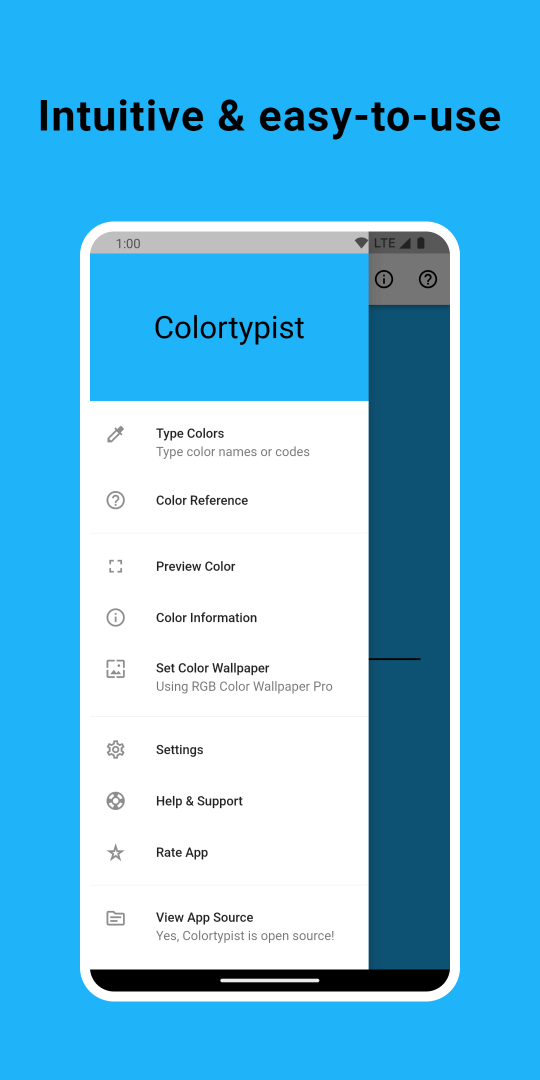 Intuitive & easy-to-use
1:00
LTE
Colortypist
Type Colors
Type color names or codes
Color Reference
Preview Color
Color Information
Set Color Wallpaper
Using RGB Color Wallpaper Pro
Settings
Help & Support
Rate App
View App Source
Yes, Colortypist is open source!